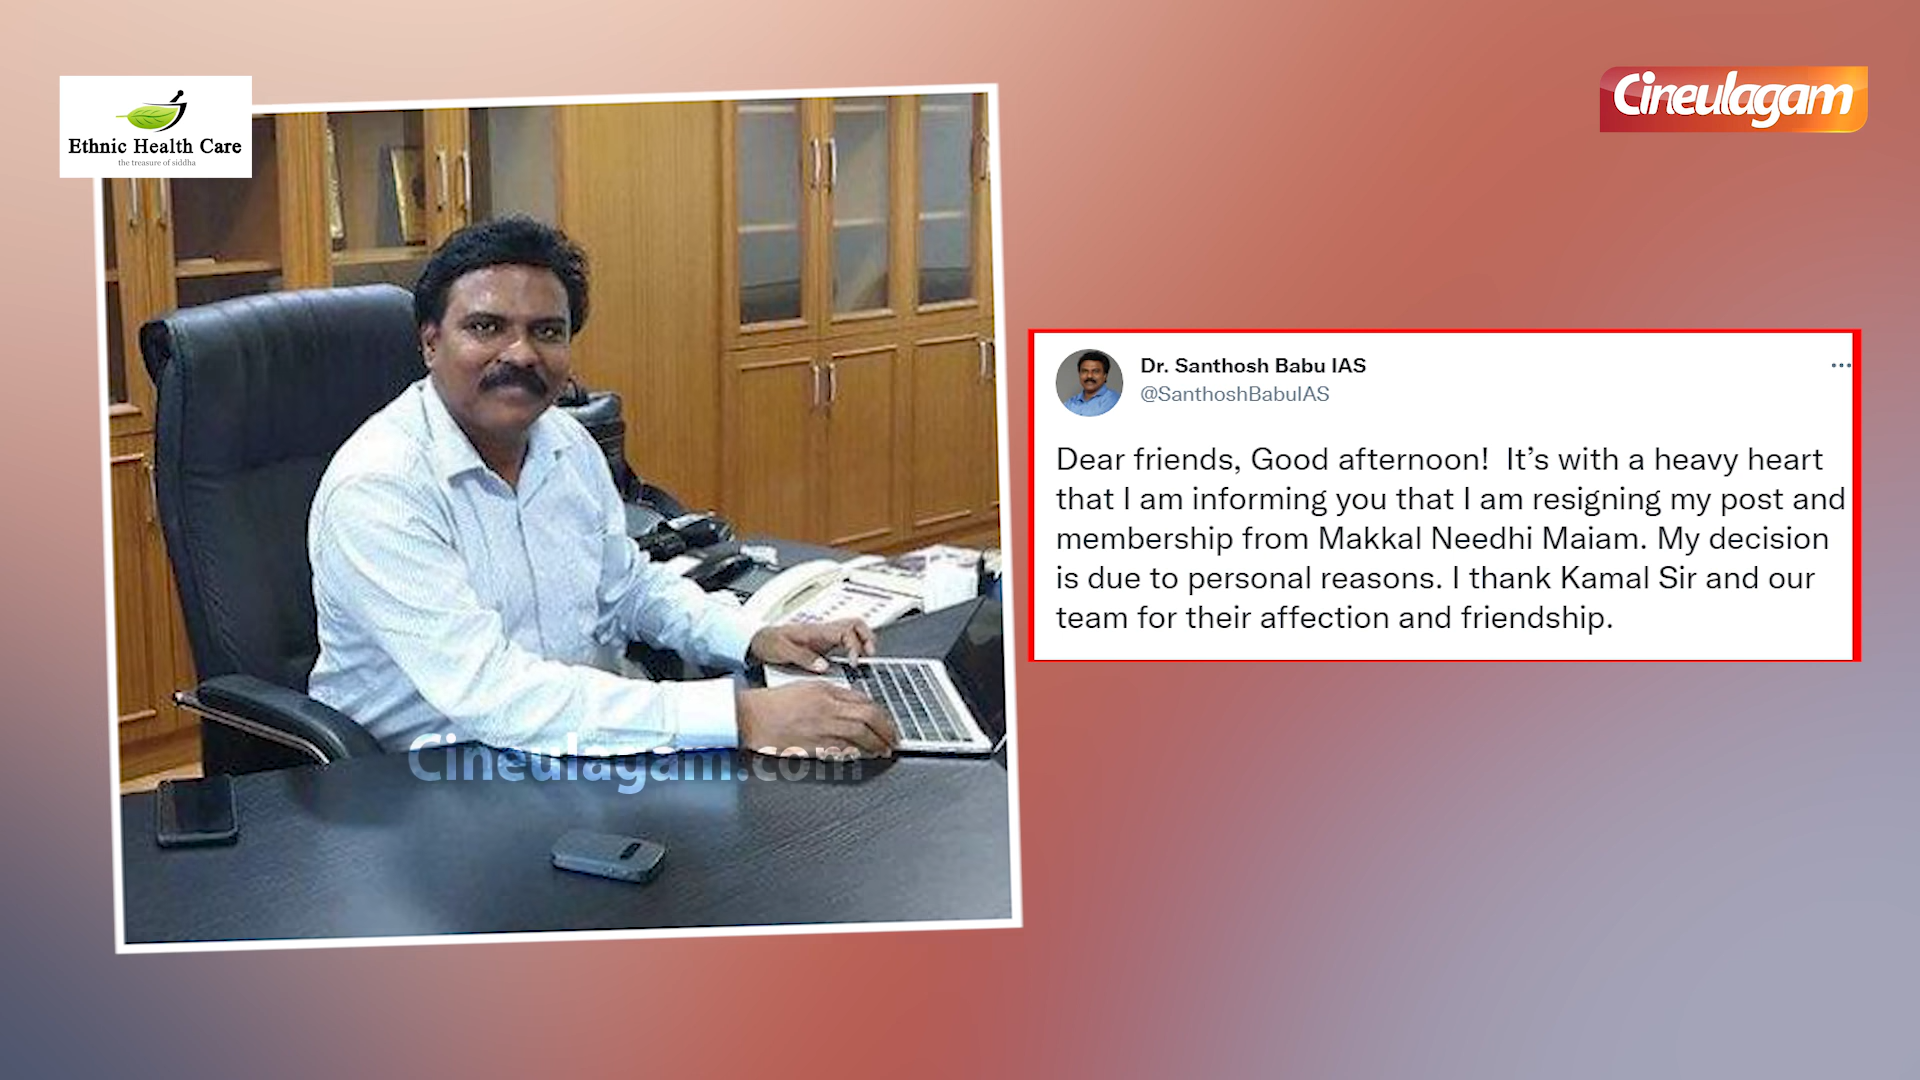 Ethnic Health Care
the treasure of siddha
Cineulagam
Cineulagam.com
Dr. Santhosh Babu IAS
@SanthoshBabuIAS
Dear friends, Good afternoon!  It’s with a heavy heart
that I am informing you that I am resigning my post and
membership from Makkal Needhi Maiam. My decision
is due to personal reasons. I thank Kamal Sir and our
team for their affection and friendship.